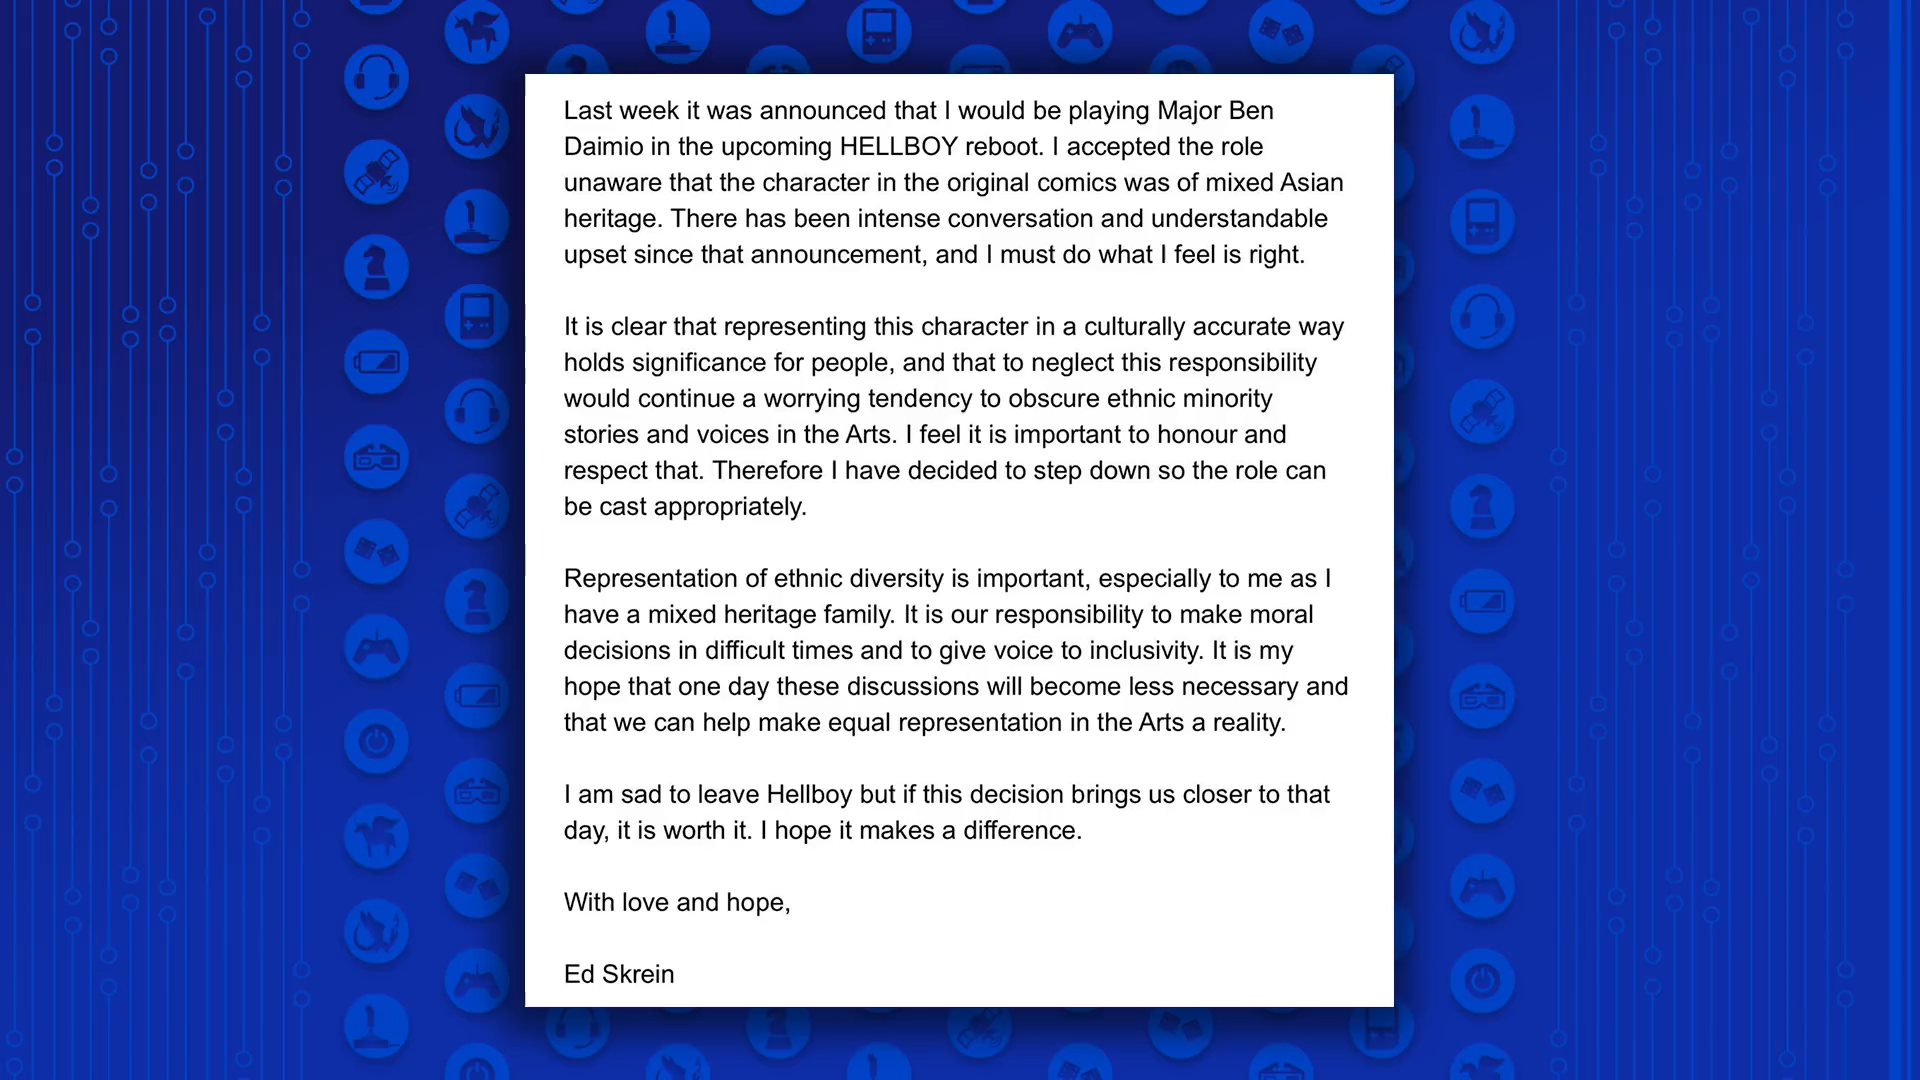 Last week it was announced that I would be playing Major Ben
Daimio in the upcoming HELLBOY reboot. I accepted the role
unaware that the character in the original comics was of mixed Asian
heritage. There has been intense conversation and understandable
upset since that announcement, and I must do what I feel is right.
It is clear that representing this character in a culturally accurate way
holds significance for people, and that to neglect this responsibility
would continue a worrying tendency to obscure ethnic minority
stories and voices in the Arts. I feel it is important to honour and
respect that. Therefore I have decided to step down so the role can
be cast appropriately.
Representation of ethnic diversity is important, especially to me as I
have a mixed heritage family. It is our responsibility to make moral
decisions in difficult times and to give voice to inclusivity. It is my
hope that one day these discussions will become less necessary and
that we can help make equal representation in the Arts a reality.
I am sad to leave Hellboy but if this decision brings us closer to that
day, it is worth it. I hope it makes a difference.
With love and hope,
Ed Skrein